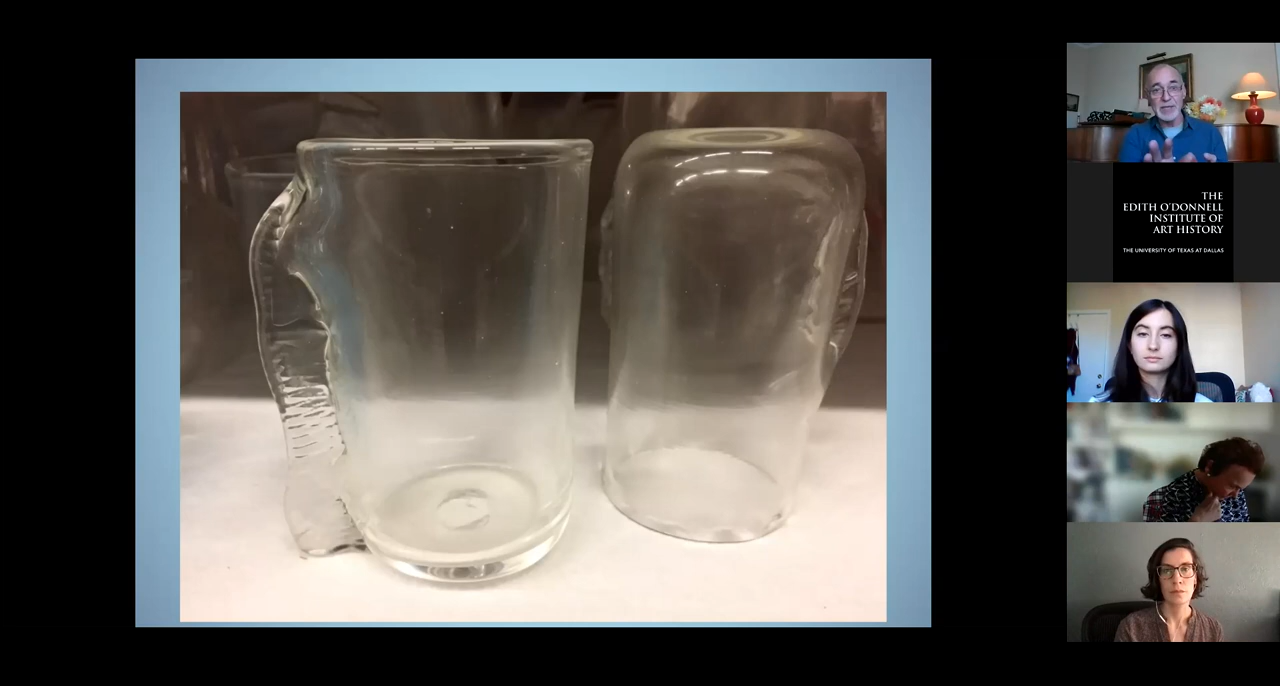 THE
EDITH O'DONNELL
INSTITUTE OF
ART HISTORY
THE UNIVERSITY OF TEXAS AT DALLAS